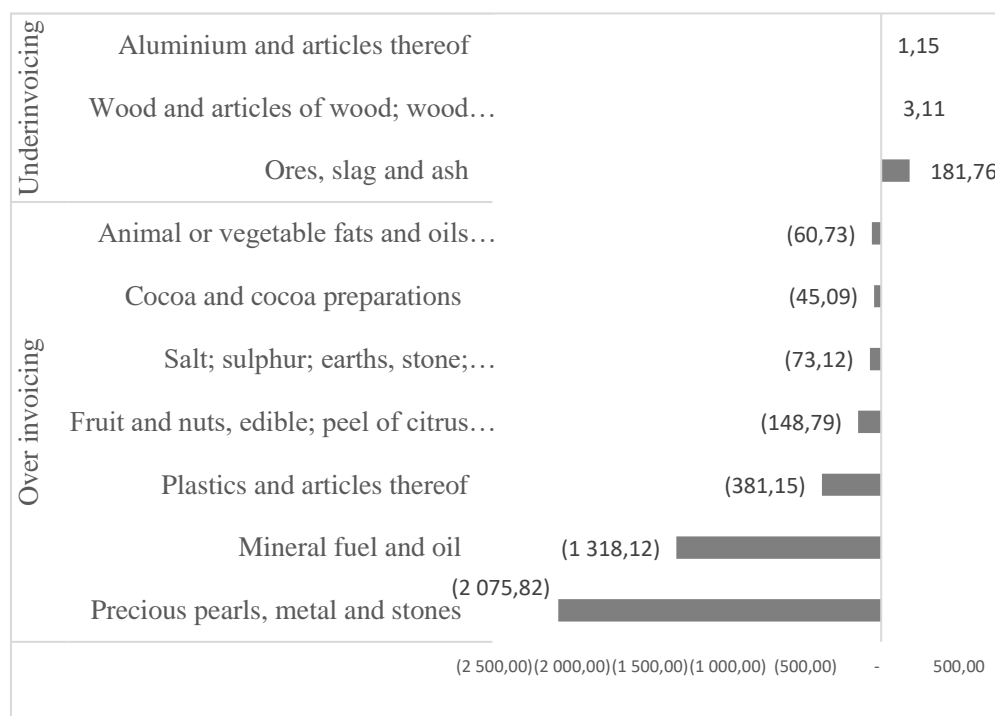 Underinvoicing
Aluminium and articles thereof 1,15
Wood and articles of wood; wood… 3,11
Ores, slag and ash 181,76
Over invoicing
Animal or vegetable fats and oils… (60,73)
Cocoa and cocoa preparations (45,09)
Salt; sulphur; earths, stone;… (73,12)
Fruit and nuts, edible; peel of citrus… (148,79)
Plastics and articles thereof (381,15)
Mineral fuel and oil (1 318,12)
Precious pearls, metal and stones (2 075,82)
(2 500,00)(2 000,00)(1 500,00)(1 000,00) (500,00) - 500,00